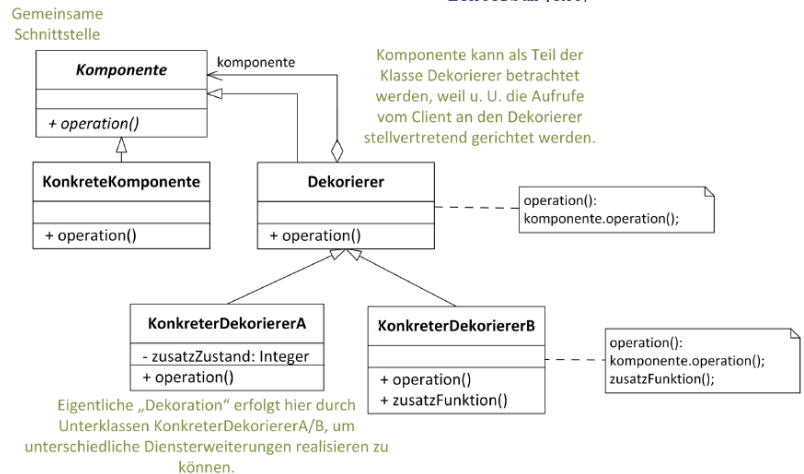 Gemeinsame
Schnittstelle
Komponente
+ operation()
komponente
Komponente kann als Teil der
Klasse Dekorierer betrachtet
werden, weil u. U. die Aufrufe
vom Client an den Dekorierer
stellvertretend gerichtet werden.
KonkreteKomponente
+ operation()
Dekorierer
+ operation()
operation():
komponente.operation();
KonkreterDekoriererA
- zusatzZustand: Integer
+ operation()
KonkreterDekoriererB
+ operation()
+ zusatzFunktion()
operation():
komponente.operation();
zusatzFunktion();
Eigentliche „Dekoration“ erfolgt hier durch
Unterklassen KonkreterDekoriererA/B, um
unterschiedliche Diensterweiterungen realisieren zu
können.